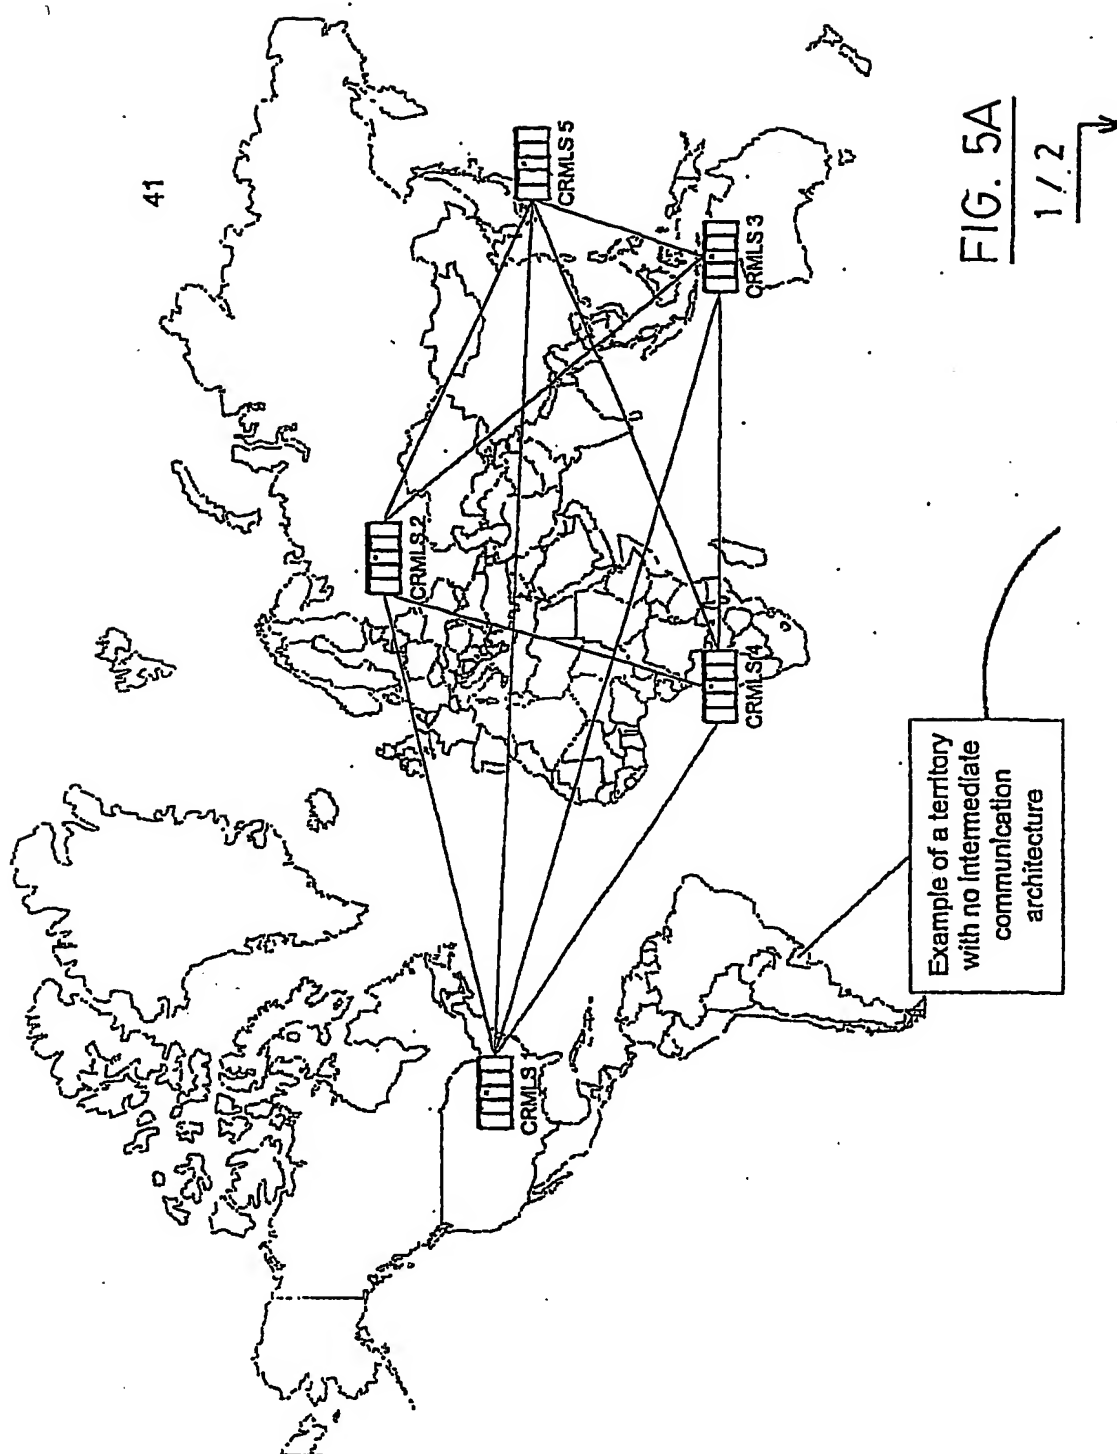 41
CRMLS 5
CRMLS 2
CRMLS 3
CRMLS 4
CRMLS 1
Example of a territory
with no intermediate
communication
architecture
FIG. 5A
1 / 2